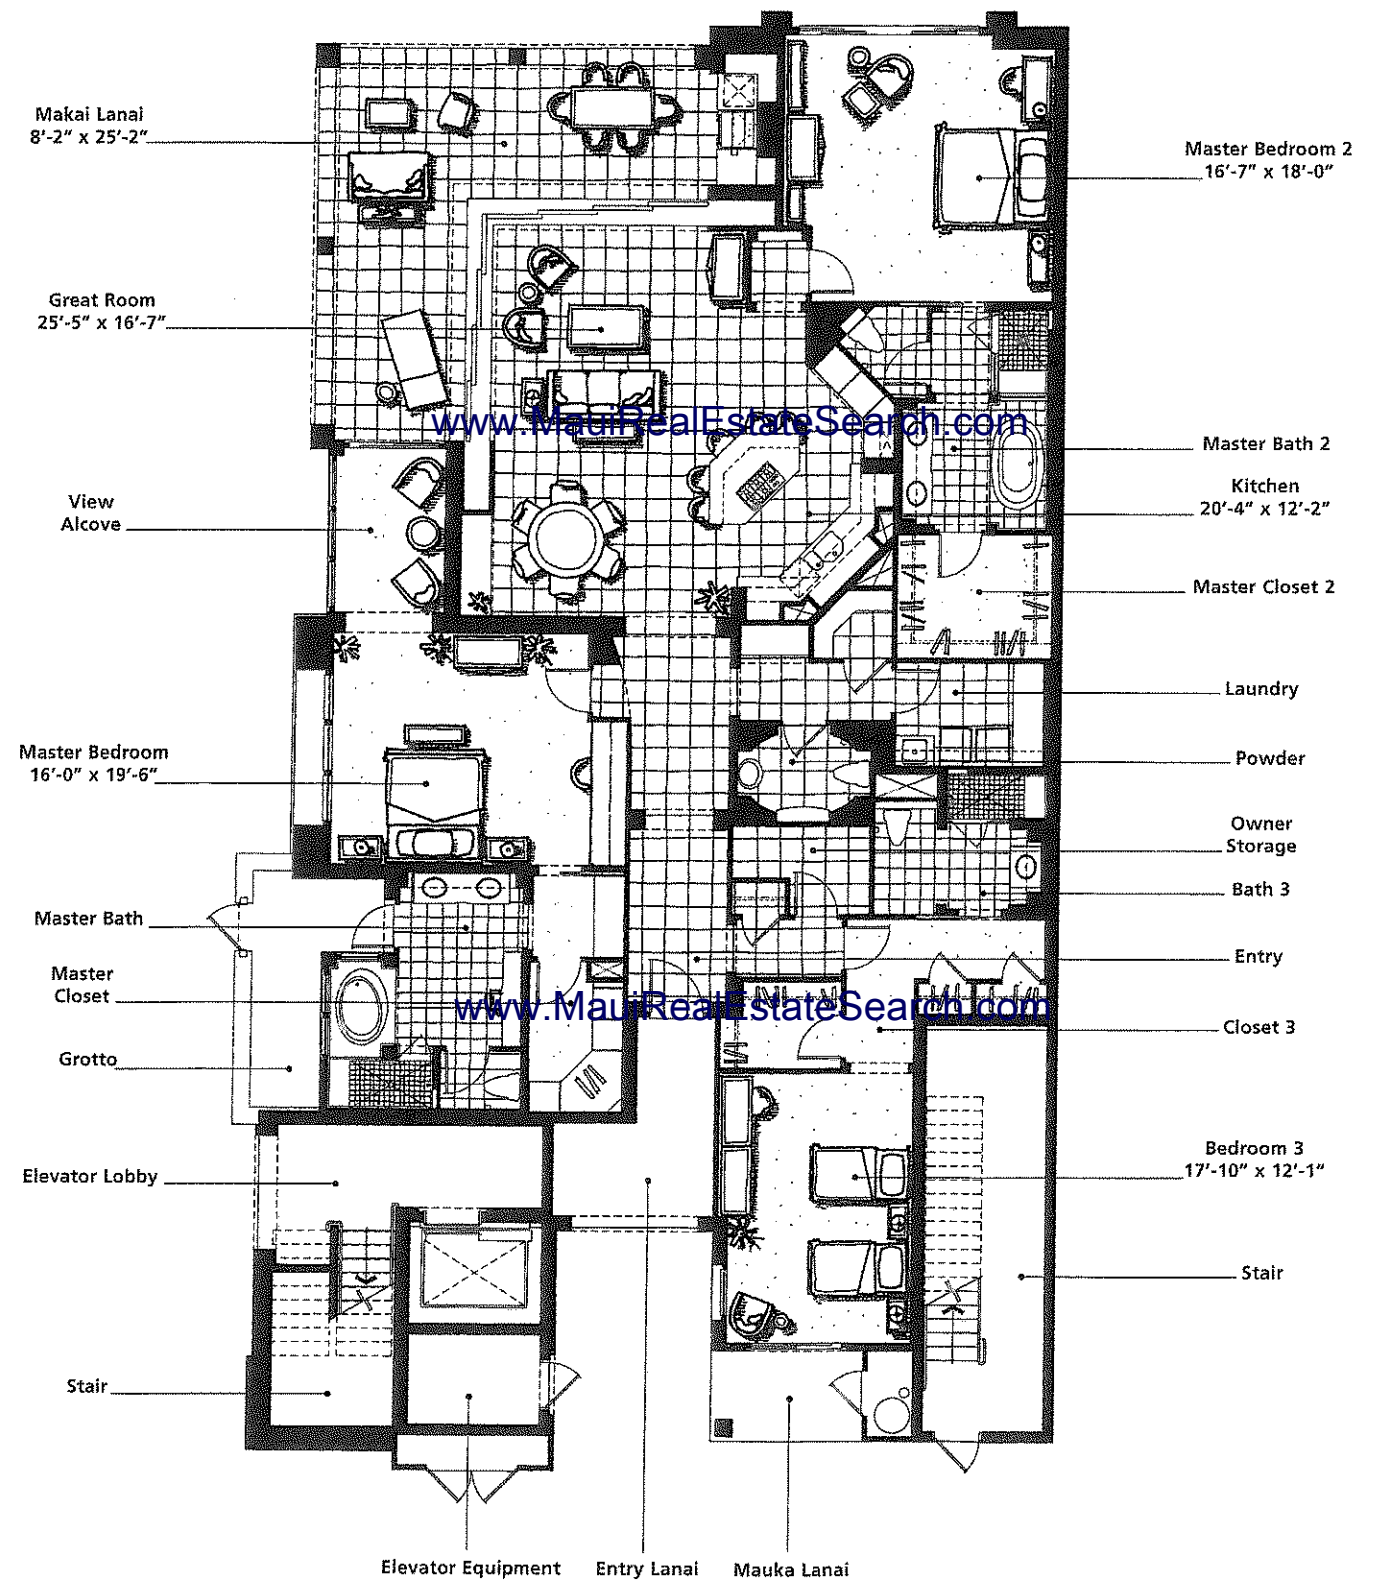 Makai Lanai
8'-2" x 25'-2"
Great Room
25'-5" x 16'-7"
View
Alcove
Master Bedroom
16'-0" x 19'-6"
Master Bath
Master
Closet
Grotto
Elevator Lobby
Stair
Master Bedroom 2
16'-7" x 18'-0"
Master Bath 2
Kitchen
20'-4" x 12'-2"
Master Closet 2
Laundry
Powder
Owner
Storage
Bath 3
Entry
Closet 3
Bedroom 3
17'-10" x 12'-1"
Stair
www.MauiRealEstateSearch.com
www.MauiRealEstateSearch.com
Elevator Equipment
Entry Lanai
Mauka Lanai